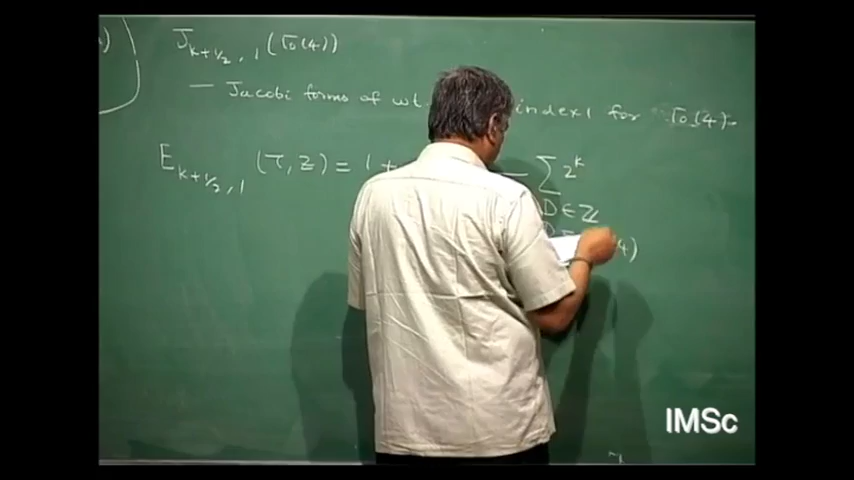 J_{k+1/2, 1} (Γ0(4))
— Jacobi forms of wt. index 1 for Γ0(4).
E_{k+1/2, 1} (τ, z) = 1 + — ∑ 2^k
D ∈ ℤ
4)
IMSc